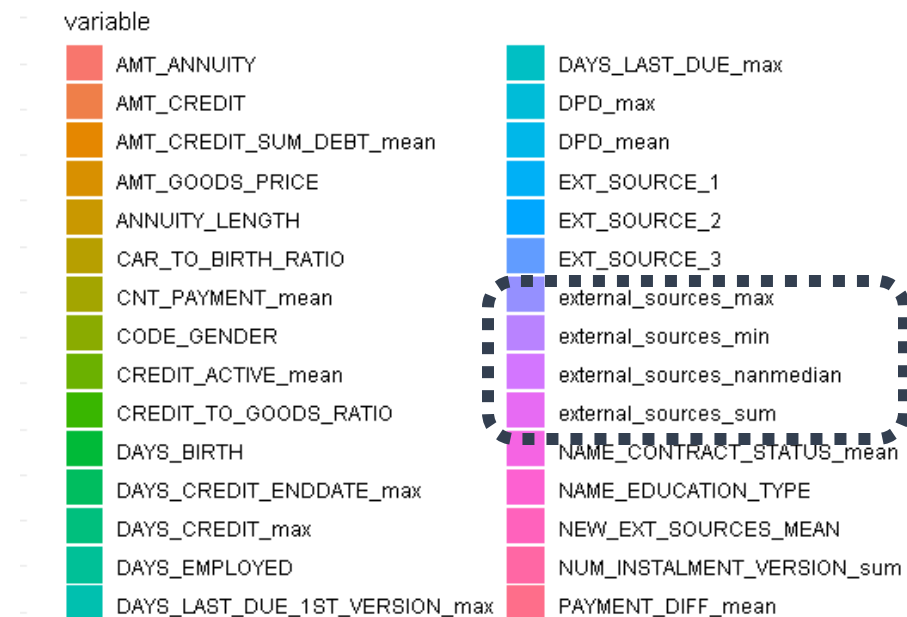 variable
AMT_ANNUITY
AMT_CREDIT
AMT_CREDIT_SUM_DEBT_mean
AMT_GOODS_PRICE
ANNUITY_LENGTH
CAR_TO_BIRTH_RATIO
CNT_PAYMENT_mean
CODE_GENDER
CREDIT_ACTIVE_mean
CREDIT_TO_GOODS_RATIO
DAYS_BIRTH
DAYS_CREDIT_ENDDATE_max
DAYS_CREDIT_max
DAYS_EMPLOYED
DAYS_LAST_DUE_1ST_VERSION_max
DAYS_LAST_DUE_max
DPD_max
DPD_mean
EXT_SOURCE_1
EXT_SOURCE_2
EXT_SOURCE_3
external_sources_max
external_sources_min
external_sources_nanmedian
external_sources_sum
NAME_CONTRACT_STATUS_mean
NAME_EDUCATION_TYPE
NEW_EXT_SOURCES_MEAN
NUM_INSTALMENT_VERSION_sum
PAYMENT_DIFF_mean